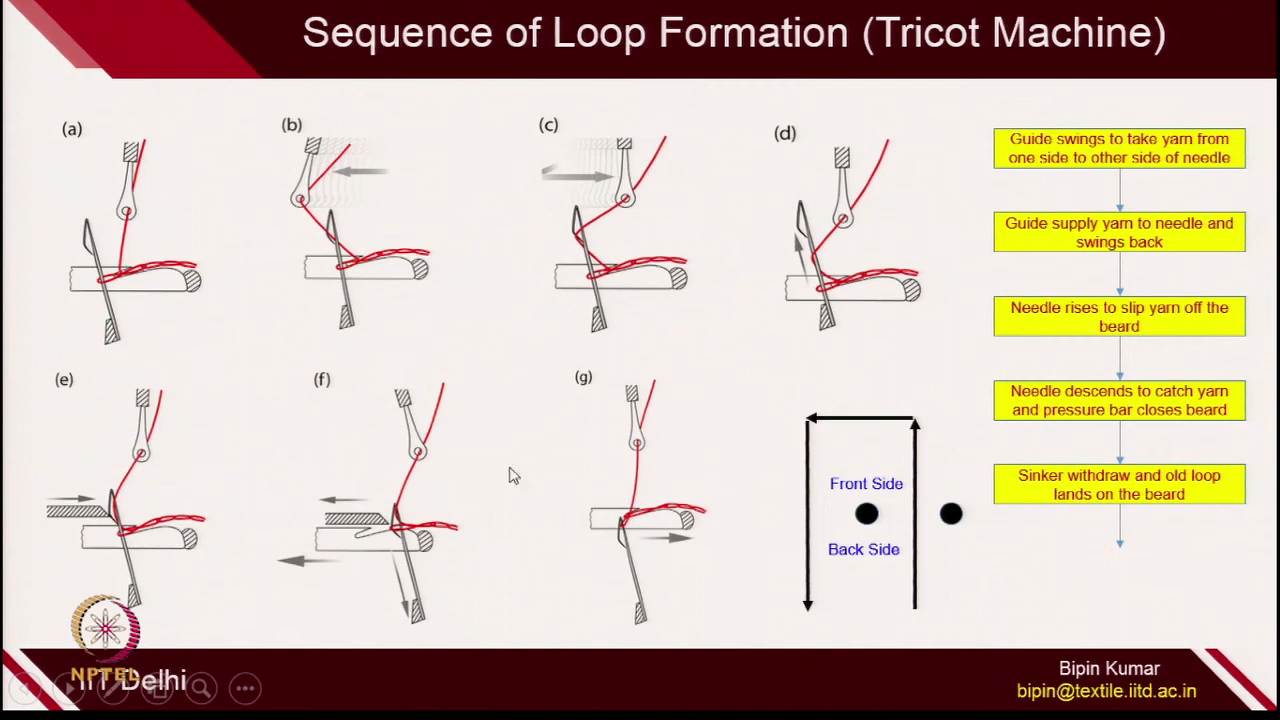 Sequence of Loop Formation (Tricot Machine)
(a)
(b)
(c)
(d)
(e)
(f)
(g)
Guide swings to take yarn from
one side to other side of needle
Guide supply yarn to needle and
swings back
Needle rises to slip yarn off the
beard
Needle descends to catch yarn
and pressure bar closes beard
Sinker withdraw and old loop
lands on the beard
Front Side
Back Side
NPTEL
IIT Delhi
Bipin Kumar
bipin@textile.iitd.ac.in